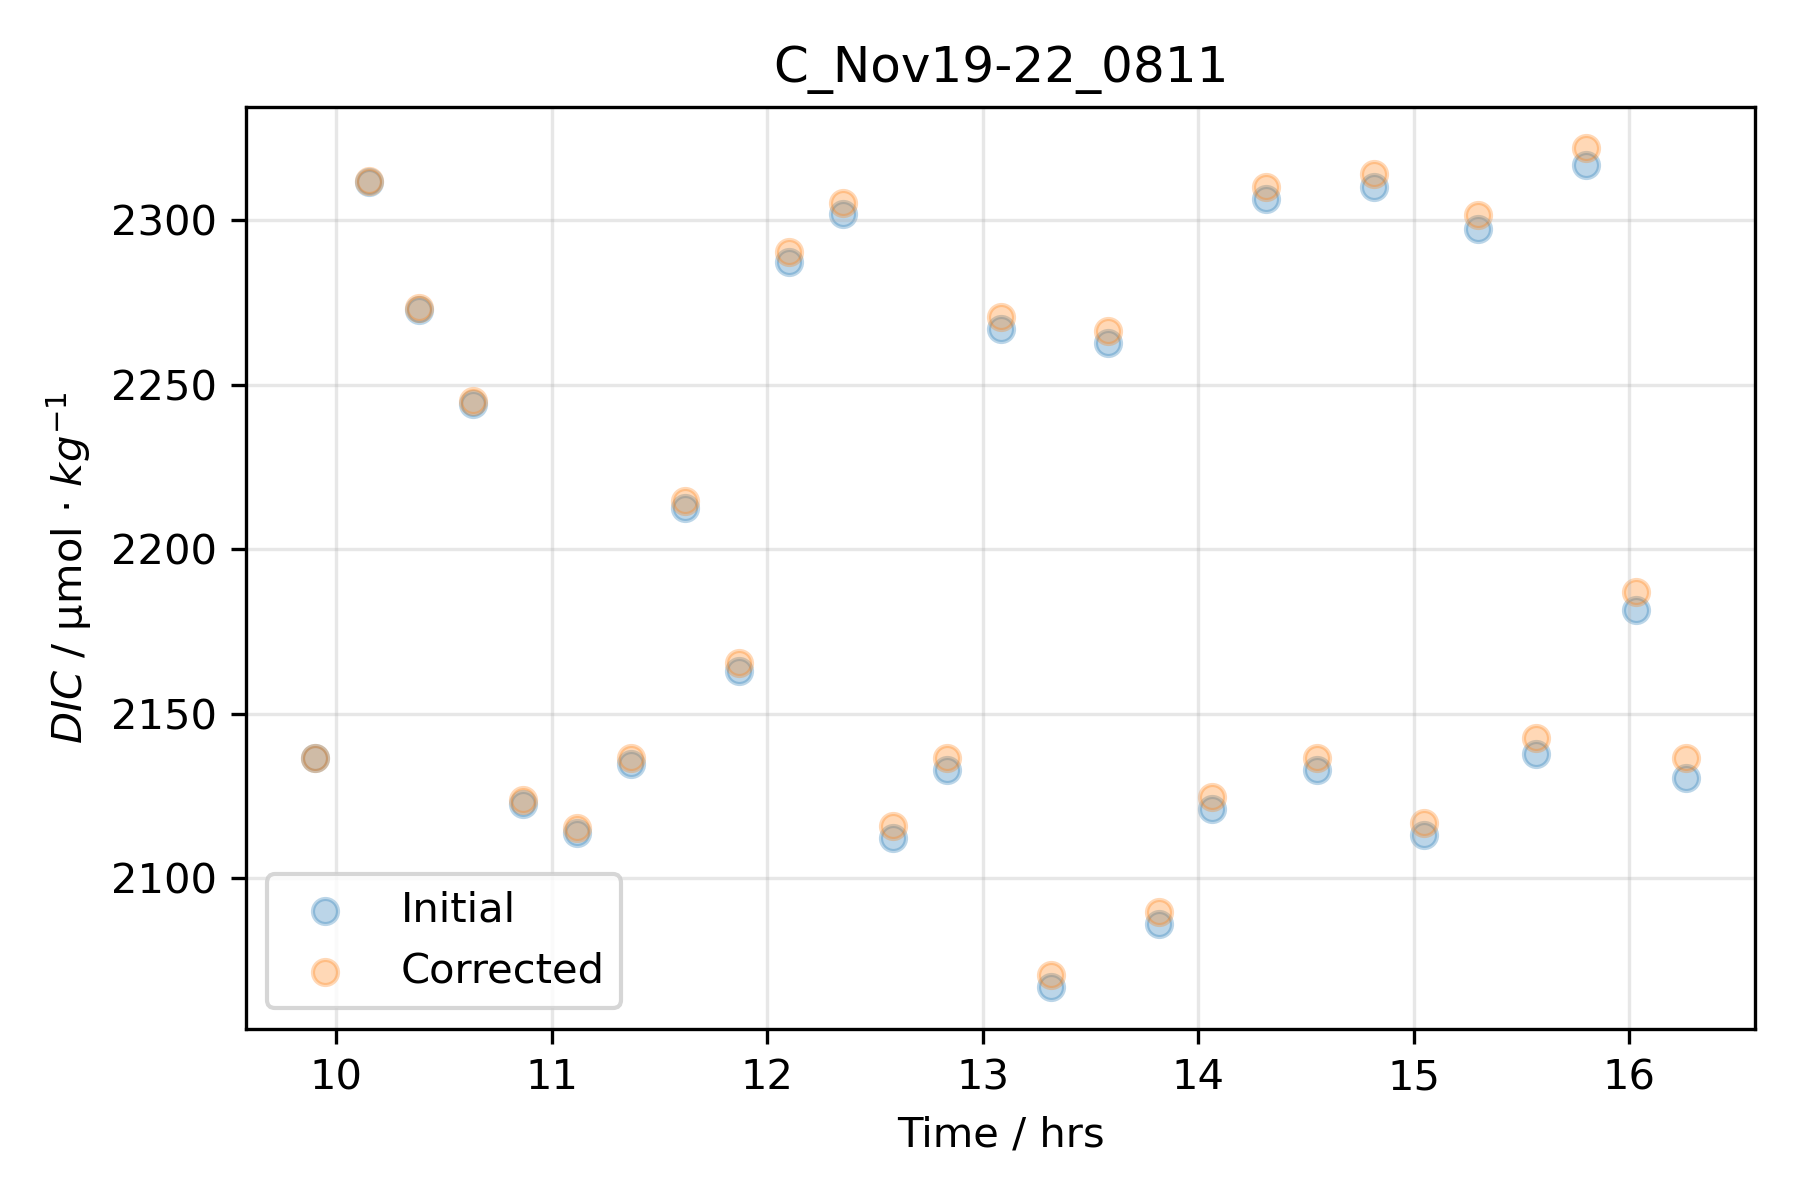 C_Nov19-22_0811
DIC / μmol · kg⁻¹
2300
2250
2200
2150
2100
Initial
Corrected
10 11 12 13 14 15 16
Time / hrs